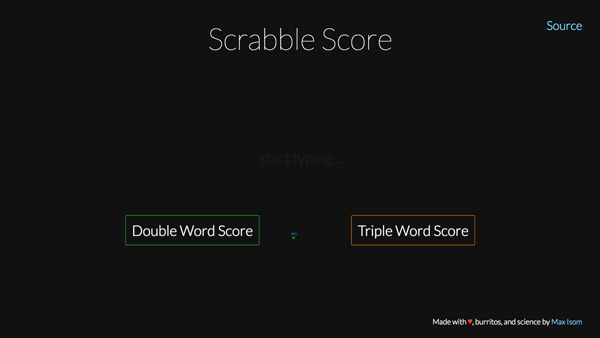 Scrabble Score
Source
start typing...
Double Word Score
Triple Word Score
Made with ♥, burritos, and science by Max Isom